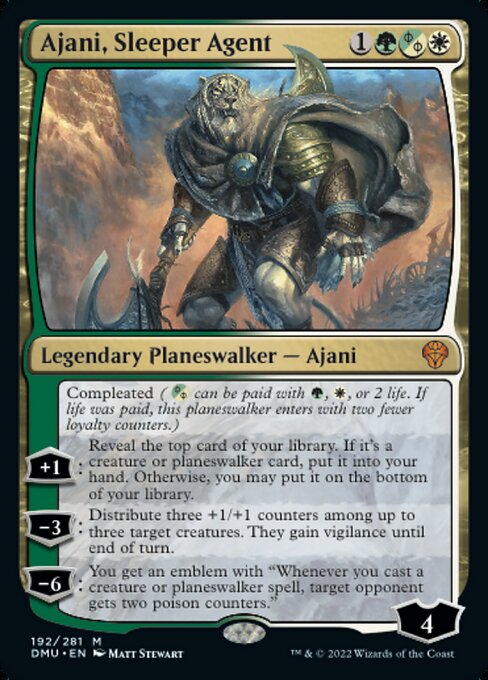 Ajani, Sleeper Agent 1
Legendary Planeswalker — Ajani
Compleated ( can be paid with , , or 2 life. If
life was paid, this planeswalker enters with two fewer
loyalty counters.)
+1: Reveal the top card of your library. If it's a
creature or planeswalker card, put it into your
hand. Otherwise, you may put it on the bottom
of your library.
−3: Distribute three +1/+1 counters among up to
three target creatures. They gain vigilance until
end of turn.
−6: You get an emblem with “Whenever you cast a
creature or planeswalker spell, target opponent
gets two poison counters.”
4
192/281 M
DMU • EN Matt Stewart
™ & © 2022 Wizards of the Coast